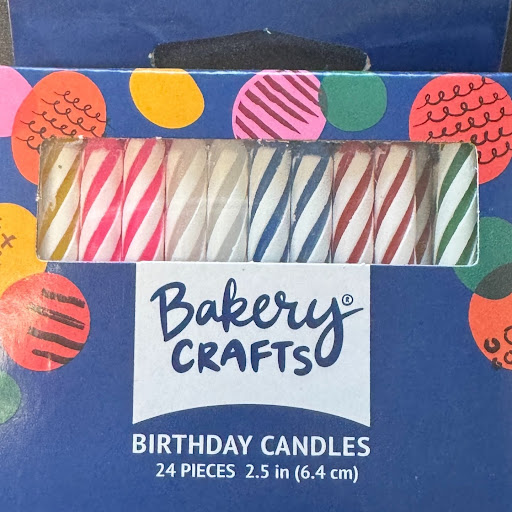 Bakery®
CRAFTS
BIRTHDAY CANDLES
24 PIECES 2.5 in (6.4 cm)